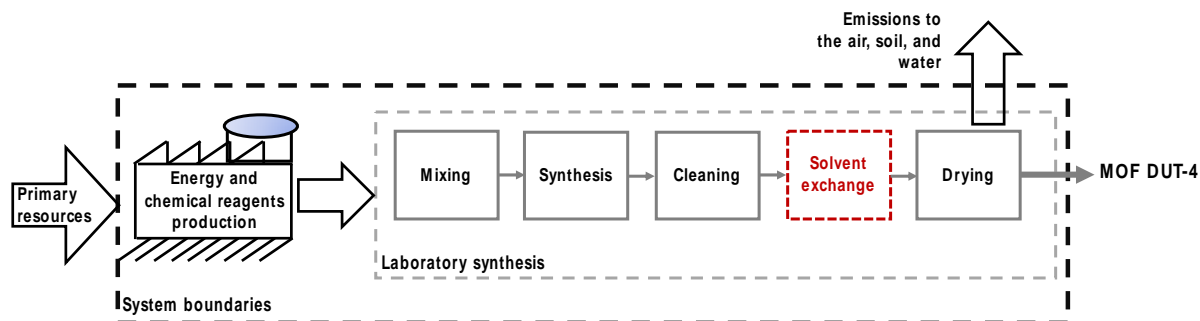 Emissions to
the air, soil, and
water
Primary
resources
Energy and
chemical reagents
production
Mixing
Synthesis
Cleaning
Solvent
exchange
Drying
MOF DUT-4
Laboratory synthesis
System boundaries